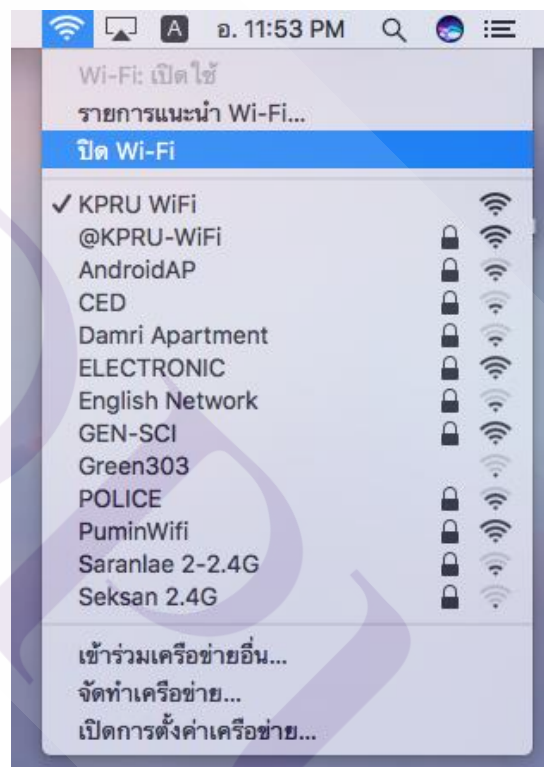 A อ. 11:53 PM
Wi-Fi: เปิดใช้
รายการแนะนำ Wi-Fi...
ปิด Wi-Fi
✓ KPRU WiFi
@KPRU-WiFi
AndroidAP
CED
Damri Apartment
ELECTRONIC
English Network
GEN-SCI
Green303
POLICE
PuminWifi
Saranlae 2-2.4G
Seksan 2.4G
เข้าร่วมเครือข่ายอื่น...
จัดทำเครือข่าย...
เปิดการตั้งค่าเครือข่าย...